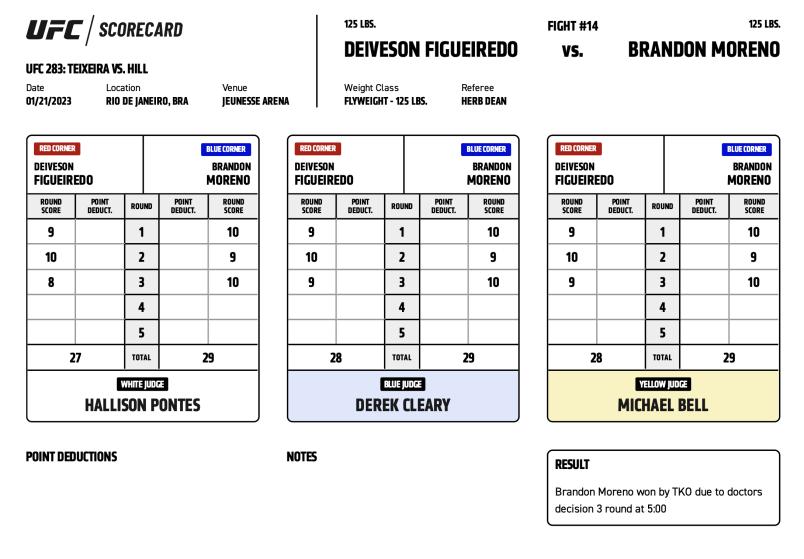 UFC / SCORECARD
UFC 283: TEIXEIRA VS. HILL
Date Location Venue
01/21/2023 RIO DE JANEIRO, BRA JEUNESSE ARENA
125 LBS. FIGHT #14 125 LBS.
DEIVESON FIGUEIREDO VS. BRANDON MORENO
Weight Class Referee
FLYWEIGHT - 125 LBS. HERB DEAN
RED CORNER BLUE CORNER
DEIVESON BRANDON
FIGUEIREDO MORENO
ROUND SCORE POINT DEDUCT. ROUND POINT DEDUCT. ROUND SCORE
9 1 10
10 2 9
8 3 10
4
5
27 TOTAL 29
WHITE JUDGE
HALLISON PONTES
RED CORNER BLUE CORNER
DEIVESON BRANDON
FIGUEIREDO MORENO
ROUND SCORE POINT DEDUCT. ROUND POINT DEDUCT. ROUND SCORE
9 1 10
10 2 9
9 3 10
4
5
28 TOTAL 29
BLUE JUDGE
DEREK CLEARY
RED CORNER BLUE CORNER
DEIVESON BRANDON
FIGUEIREDO MORENO
ROUND SCORE POINT DEDUCT. ROUND POINT DEDUCT. ROUND SCORE
9 1 10
10 2 9
9 3 10
4
5
28 TOTAL 29
YELLOW JUDGE
MICHAEL BELL
POINT DEDUCTIONS
NOTES
RESULT
Brandon Moreno won by TKO due to doctors
decision 3 round at 5:00